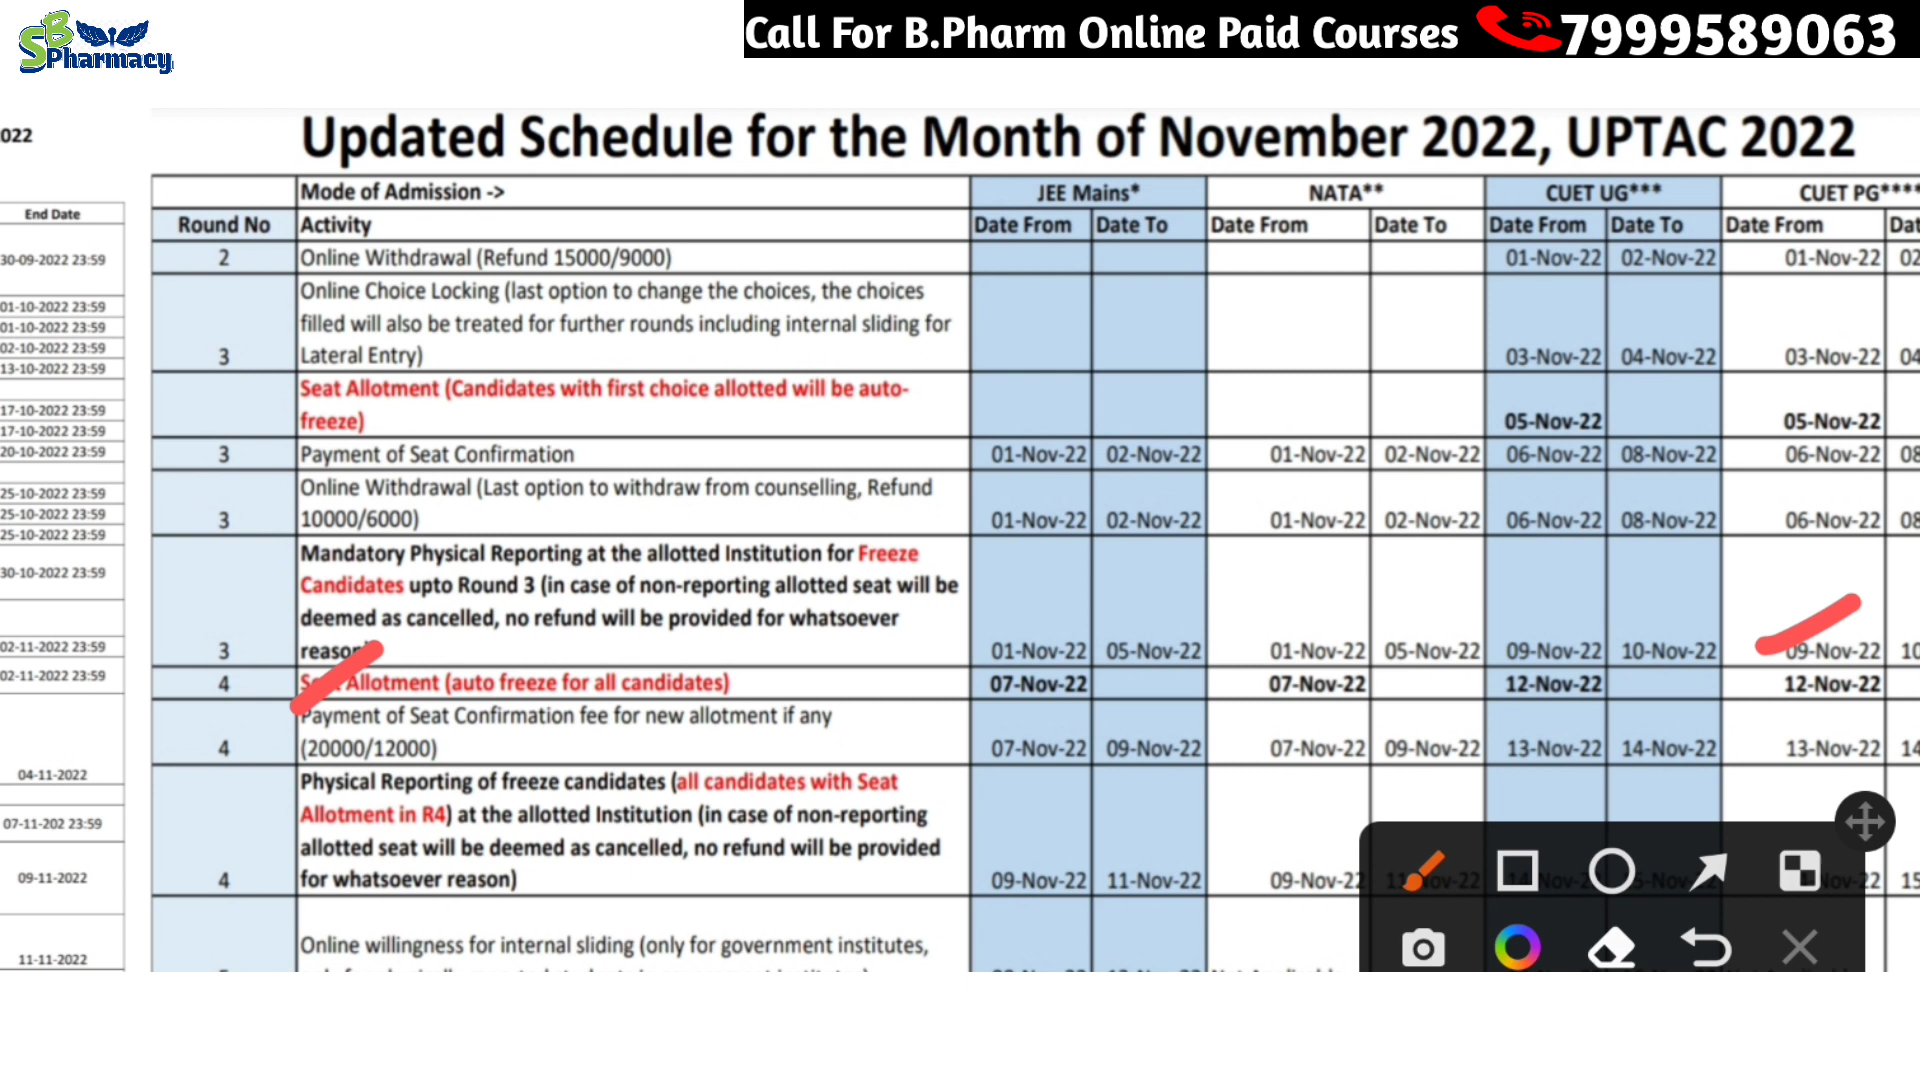 SB Pharmacy
Call For B.Pharm Online Paid Courses 7999589063
022
Updated Schedule for the Month of November 2022, UPTAC 2022
End Date
30-09-2022 23:59
01-10-2022 23:59
01-10-2022 23:59
02-10-2022 23:59
13-10-2022 23:59
17-10-2022 23:59
17-10-2022 23:59
20-10-2022 23:59
25-10-2022 23:59
25-10-2022 23:59
25-10-2022 23:59
30-10-2022 23:59
02-11-2022 23:59
02-11-2022 23:59
04-11-2022
07-11-202 23:59
09-11-2022
11-11-2022
Mode of Admission -> JEE Mains* NATA** CUET UG*** CUET PG****
Round No Activity Date From Date To Date From Date To Date From Date To Date From Dat
2 Online Withdrawal (Refund 15000/9000) 01-Nov-22 02-Nov-22 01-Nov-22 02
Online Choice Locking (last option to change the choices, the choices
filled will also be treated for further rounds including internal sliding for
3 Lateral Entry) 03-Nov-22 04-Nov-22 03-Nov-22 04
Seat Allotment (Candidates with first choice allotted will be auto-
freeze) 05-Nov-22 05-Nov-22
3 Payment of Seat Confirmation 01-Nov-22 02-Nov-22 01-Nov-22 02-Nov-22 06-Nov-22 08-Nov-22 06-Nov-22 08
Online Withdrawal (Last option to withdraw from counselling, Refund
3 10000/6000) 01-Nov-22 02-Nov-22 01-Nov-22 02-Nov-22 06-Nov-22 08-Nov-22 06-Nov-22 08
Mandatory Physical Reporting at the allotted Institution for Freeze
Candidates upto Round 3 (in case of non-reporting allotted seat will be
deemed as cancelled, no refund will be provided for whatsoever
3 reason) 01-Nov-22 05-Nov-22 01-Nov-22 05-Nov-22 09-Nov-22 10-Nov-22 09-Nov-22 10
4 Seat Allotment (auto freeze for all candidates) 07-Nov-22 07-Nov-22 12-Nov-22 12-Nov-22
Payment of Seat Confirmation fee for new allotment if any
4 (20000/12000) 07-Nov-22 09-Nov-22 07-Nov-22 09-Nov-22 13-Nov-22 14-Nov-22 13-Nov-22 14
Physical Reporting of freeze candidates (all candidates with Seat
Allotment in R4) at the allotted Institution (in case of non-reporting
allotted seat will be deemed as cancelled, no refund will be provided
4 for whatsoever reason) 09-Nov-22 11-Nov-22 09-Nov-22 15
Online willingness for internal sliding (only for government institutes,